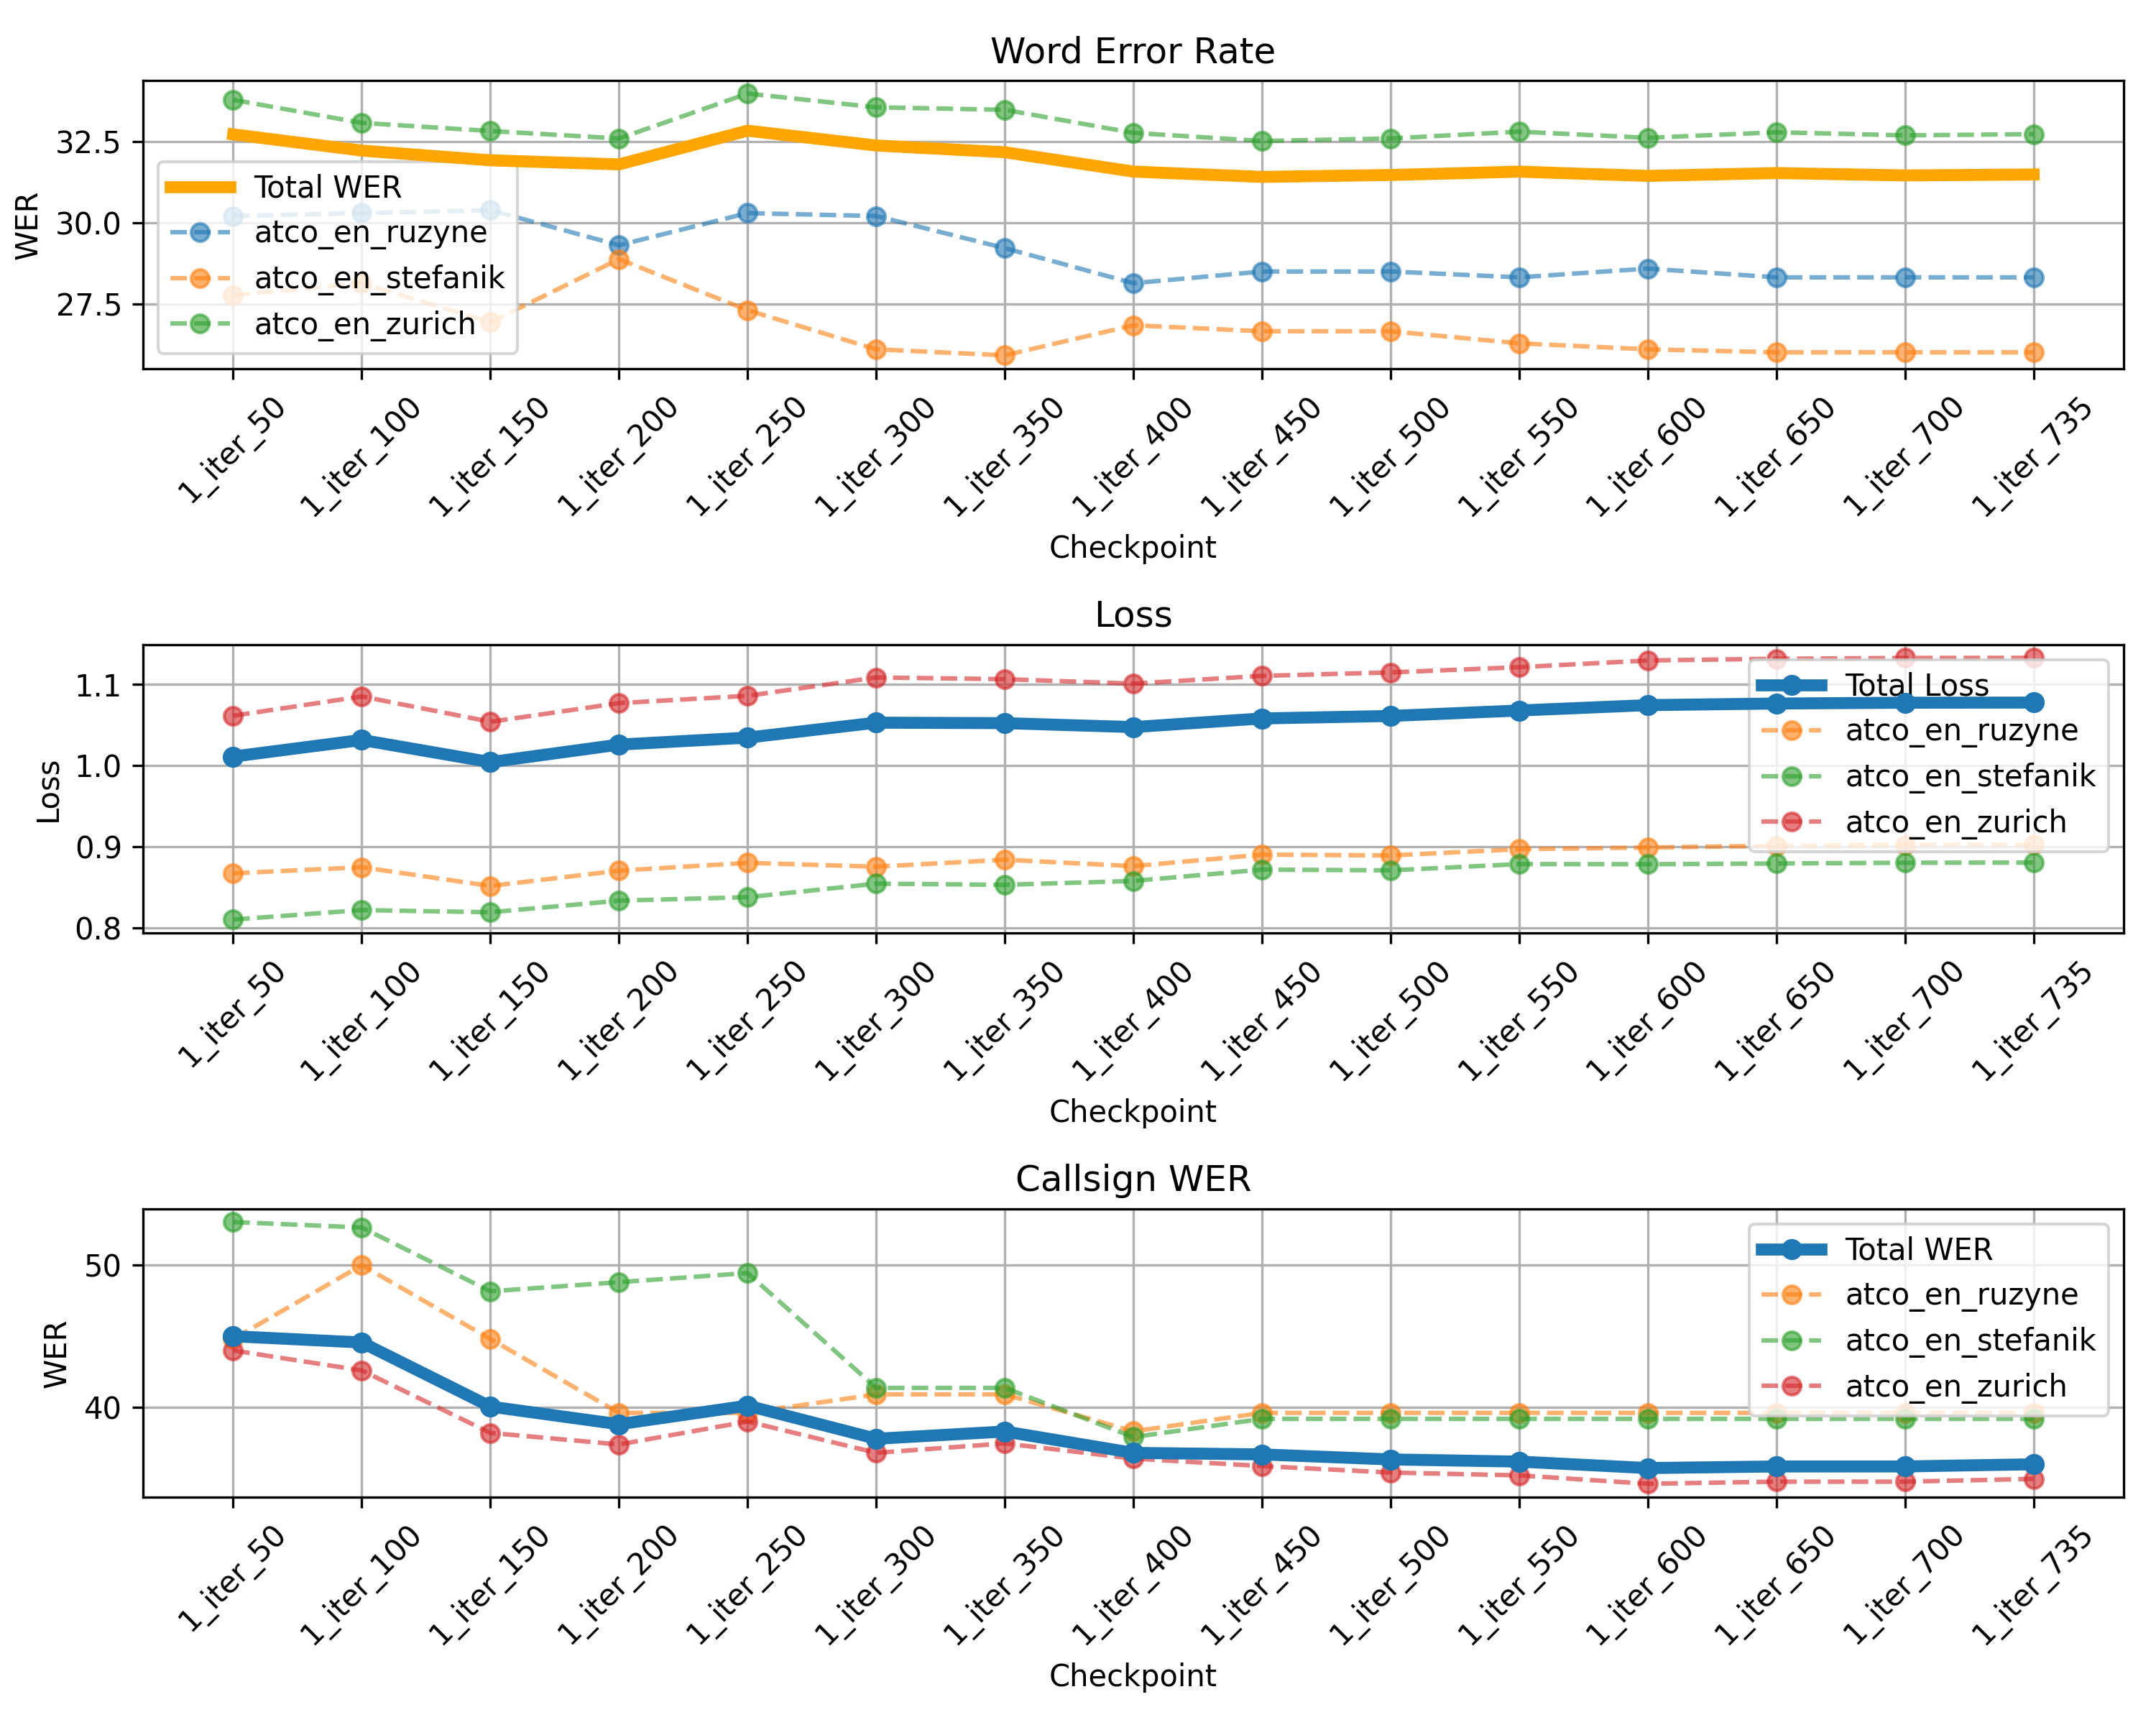 Word Error Rate
WER
32.5
30.0
27.5
Total WER
atco_en_ruzyne
atco_en_stefanik
atco_en_zurich
1_iter_50
1_iter_100
1_iter_150
1_iter_200
1_iter_250
1_iter_300
1_iter_350
1_iter_400
1_iter_450
1_iter_500
1_iter_550
1_iter_600
1_iter_650
1_iter_700
1_iter_735
Checkpoint
Loss
Loss
1.1
1.0
0.9
0.8
Total Loss
atco_en_ruzyne
atco_en_stefanik
atco_en_zurich
1_iter_50
1_iter_100
1_iter_150
1_iter_200
1_iter_250
1_iter_300
1_iter_350
1_iter_400
1_iter_450
1_iter_500
1_iter_550
1_iter_600
1_iter_650
1_iter_700
1_iter_735
Checkpoint
Callsign WER
WER
50
40
Total WER
atco_en_ruzyne
atco_en_stefanik
atco_en_zurich
1_iter_50
1_iter_100
1_iter_150
1_iter_200
1_iter_250
1_iter_300
1_iter_350
1_iter_400
1_iter_450
1_iter_500
1_iter_550
1_iter_600
1_iter_650
1_iter_700
1_iter_735
Checkpoint